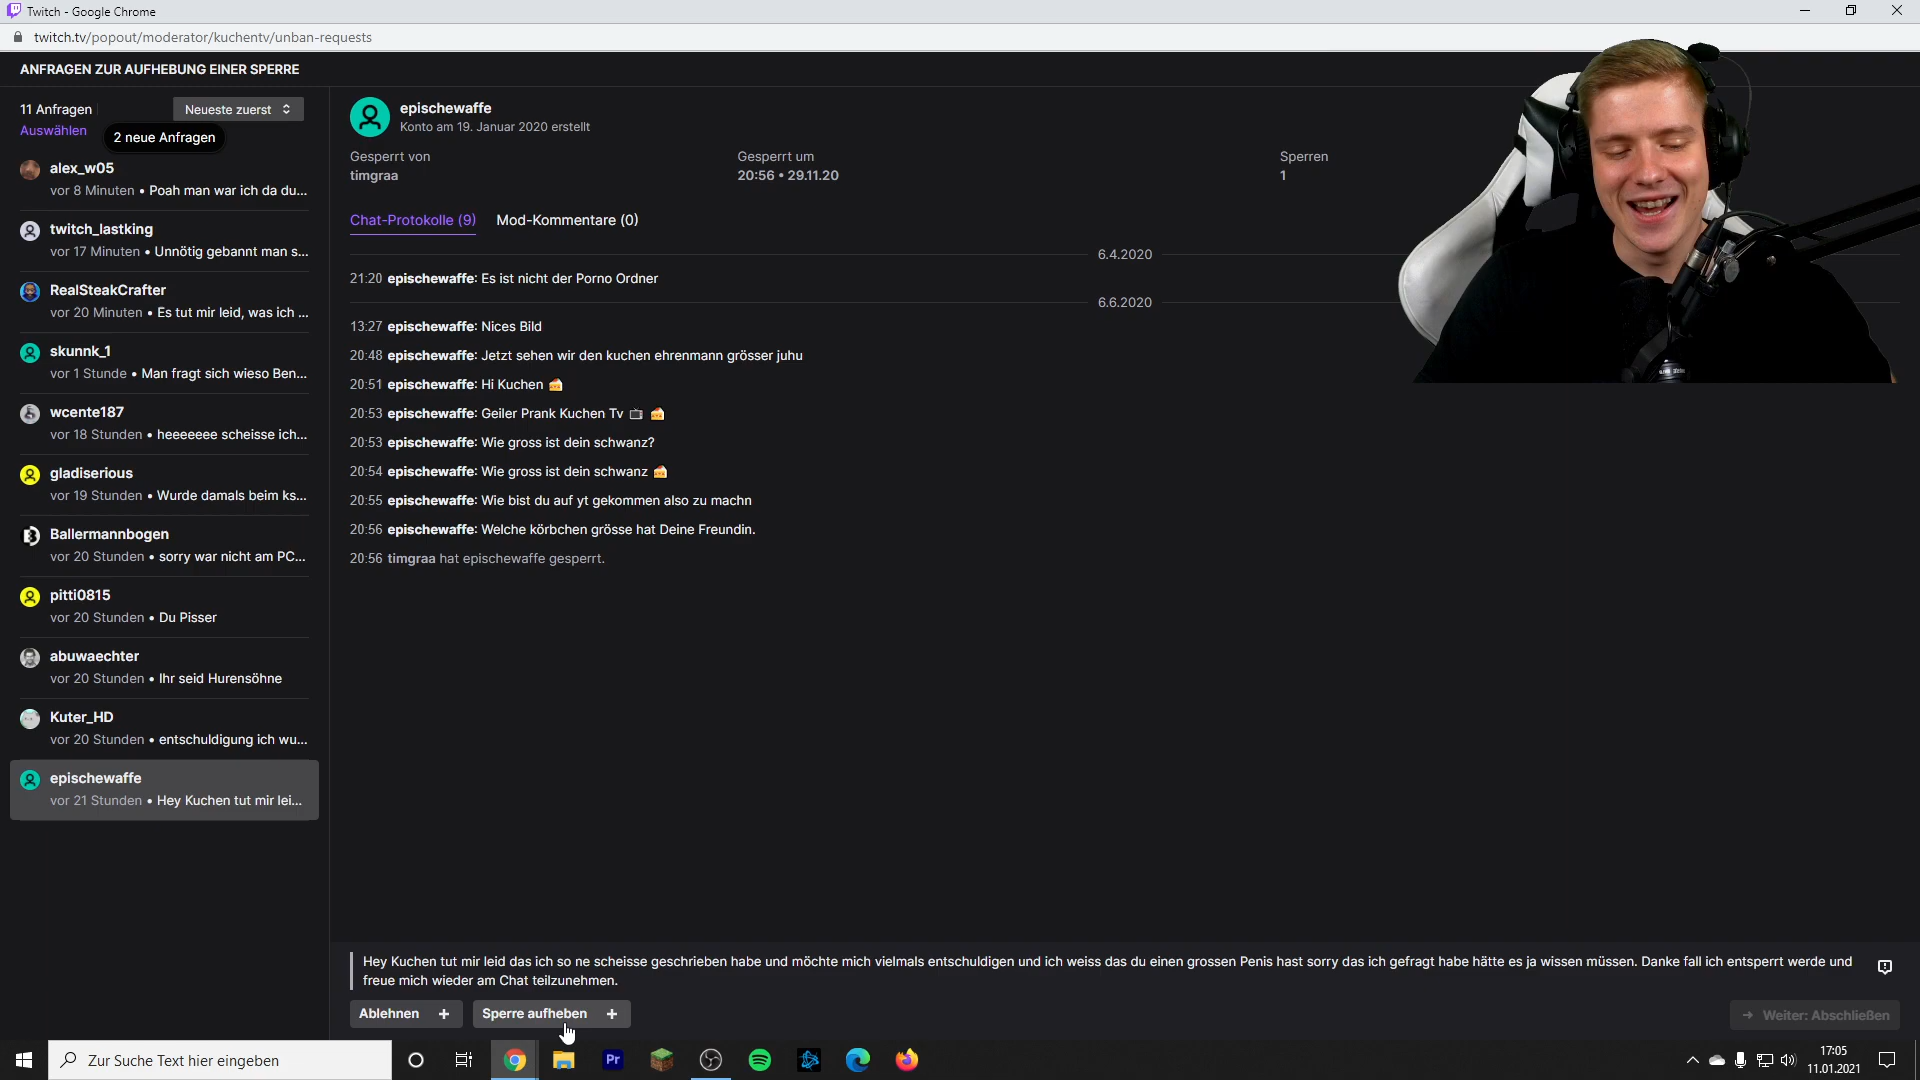 Twitch - Google Chrome
twitch.tv/popout/moderator/kuchentv/unban-requests
ANFRAGEN ZUR AUFHEBUNG EINER SPERRE
11 Anfragen
Neueste zuerst
Auswählen
2 neue Anfragen
alex_w05
vor 8 Minuten • Poah man war ich da du...
twitch_lastking
vor 17 Minuten • Unnötig gebannt man s...
RealSteakCrafter
vor 20 Minuten • Es tut mir leid, was ich ...
skunnk_1
vor 1 Stunde • Man fragt sich wieso Ben...
wcente187
vor 18 Stunden • heeeeeee scheisse ich...
gladiserious
vor 19 Stunden • Wurde damals beim ks...
Ballermannbogen
vor 20 Stunden • sorry war nicht am PC...
pitti0815
vor 20 Stunden • Du Pisser
abuwaechter
vor 20 Stunden • Ihr seid Hurensöhne
Kuter_HD
vor 20 Stunden • entschuldigung ich wu...
epischewaffe
vor 21 Stunden • Hey Kuchen tut mir lei...
epischewaffe
Konto am 19. Januar 2020 erstellt
Gesperrt von
timgraa
Gesperrt um
20:56 • 29.11.20
Sperren
1
Chat-Protokolle (9)
Mod-Kommentare (0)
6.4.2020
21:20 epischewaffe: Es ist nicht der Porno Ordner
6.6.2020
13:27 epischewaffe: Nices Bild
20:48 epischewaffe: Jetzt sehen wir den kuchen ehrenmann grösser juhu
20:51 epischewaffe: Hi Kuchen 🧀
20:53 epischewaffe: Geiler Prank Kuchen Tv 📺 🧀
20:53 epischewaffe: Wie gross ist dein schwanz?
20:54 epischewaffe: Wie gross ist dein schwanz 🧀
20:55 epischewaffe: Wie bist du auf yt gekommen also zu machn
20:56 epischewaffe: Welche körbchen grösse hat Deine Freundin.
20:56 timgraa hat epischewaffe gesperrt.
Hey Kuchen tut mir leid das ich so ne scheisse geschrieben habe und möchte mich vielmals entschuldigen und ich weiss das du einen grossen Penis hast sorry das ich gefragt habe hätte es ja wissen müssen. Danke fall ich entsperrt werde und
freue mich wieder am Chat teilzunehmen.
Ablehnen +
Sperre aufheben +
→ Weiter: Abschließen
Zur Suche Text hier eingeben
Pr
17:05
11.01.2021